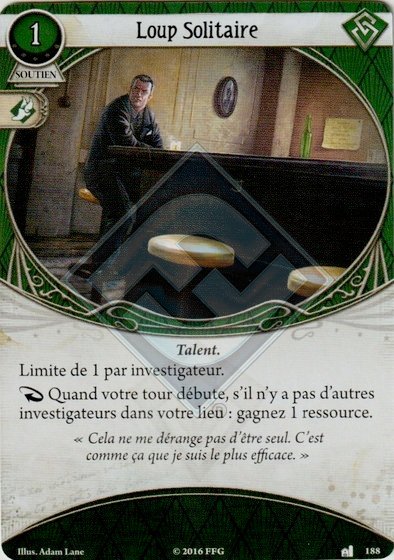 1
Loup Solitaire
SOUTIEN
Talent.
Limite de 1 par investigateur.
Quand votre tour débute, s'il n'y a pas d'autres
investigateurs dans votre lieu : gagnez 1 ressource.
« Cela ne me dérange pas d'être seul. C'est
comme ça que je suis le plus efficace. »
Illus. Adam Lane
© 2016 FFG
188